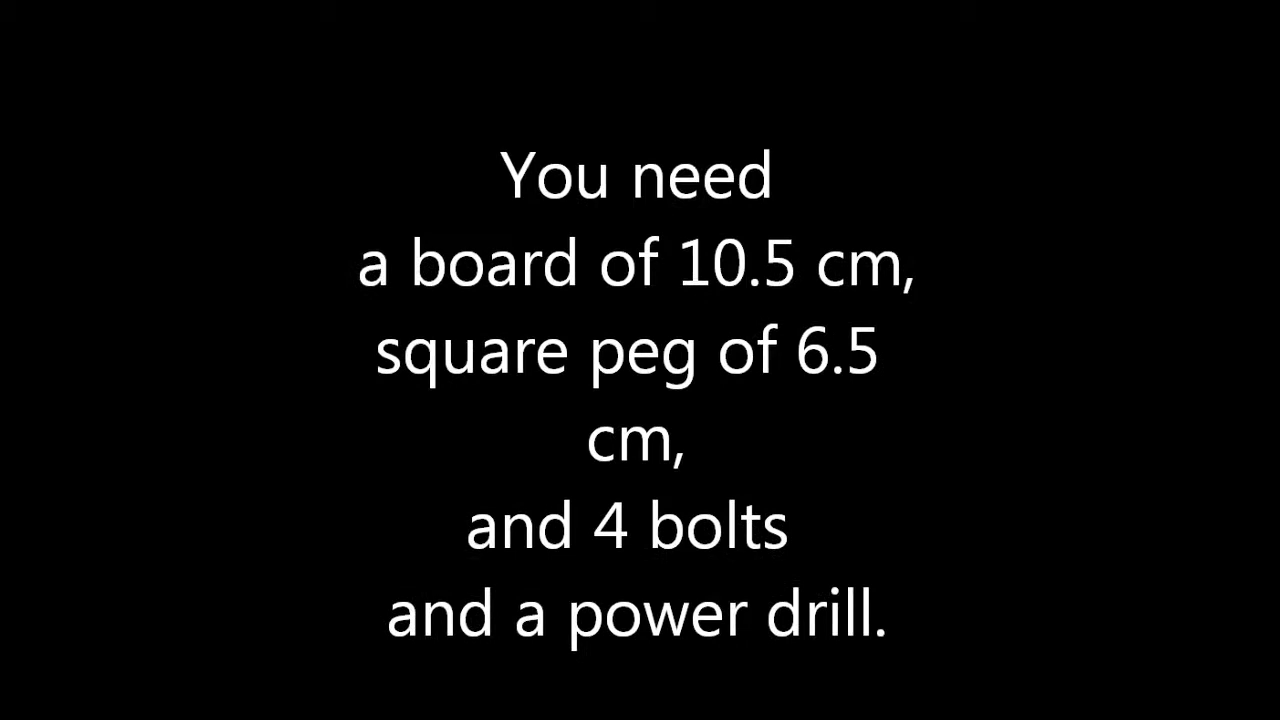 You need
a board of 10.5 cm,
square peg of 6.5
cm,
and 4 bolts
and a power drill.